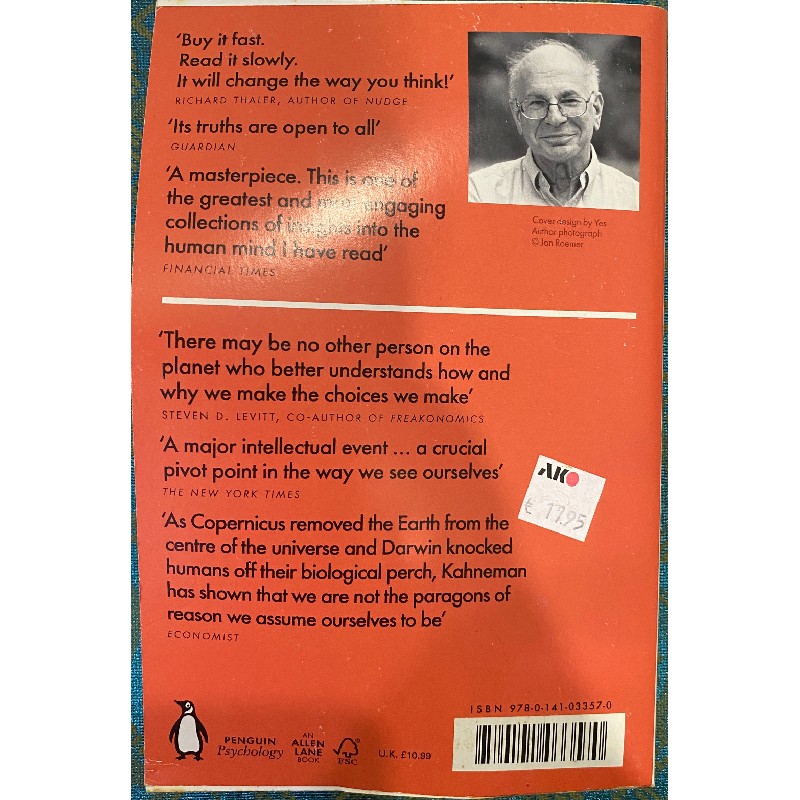 ‘Buy it fast.
Read it slowly.
It will change the way you think!’
RICHARD THALER, AUTHOR OF NUDGE
‘Its truths are open to all’
GUARDIAN
‘A masterpiece. This is one of
the greatest and most engaging
collections of insights into the
human mind I have read’
FINANCIAL TIMES
Cover design by Yes
Author photograph
© Jon Roemer
‘There may be no other person on the
planet who better understands how and
why we make the choices we make’
STEVEN D. LEVITT, CO-AUTHOR OF FREAKONOMICS
‘A major intellectual event ... a crucial
pivot point in the way we see ourselves’
THE NEW YORK TIMES
AKO
€ 17.95
‘As Copernicus removed the Earth from the
centre of the universe and Darwin knocked
humans off their biological perch, Kahneman
has shown that we are not the paragons of
reason we assume ourselves to be’
ECONOMIST
ISBN 978-0-141-03357-0
PENGUIN
Psychology
AN
ALLEN
LANE
BOOK
FSC
U.K. £10.99